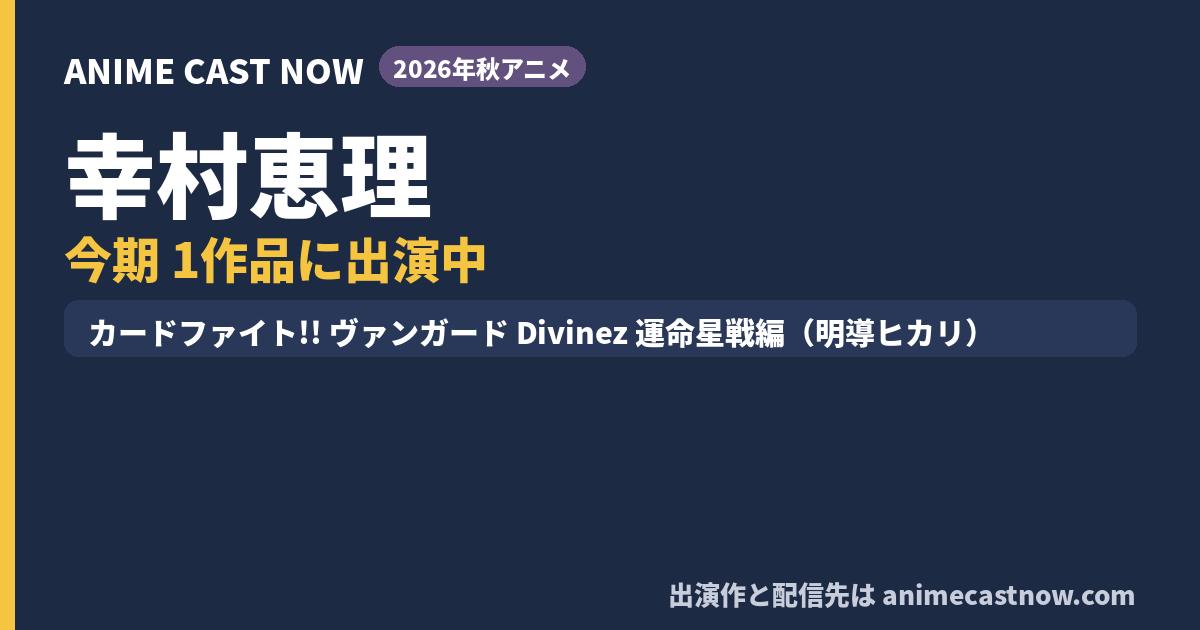 ANIME CAST NOW 2026年秋アニメ
幸村恵理
今期 1作品に出演中
カードファイト!! ヴァンガード Divinez 運命星戦編（明導ヒカリ）
出演作と配信先は animecastnow.com